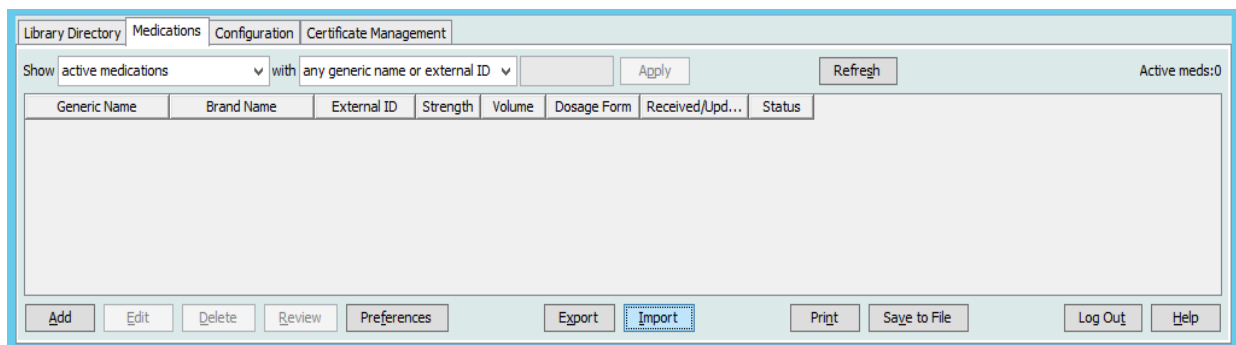 Library Directory Medications Configuration Certificate Management
Show active medications with any generic name or external ID Apply Refresh Active meds:0
Generic Name Brand Name External ID Strength Volume Dosage Form Received/Upd... Status
Add Edit Delete Review Preferences Export Import Print Save to File Log Out Help